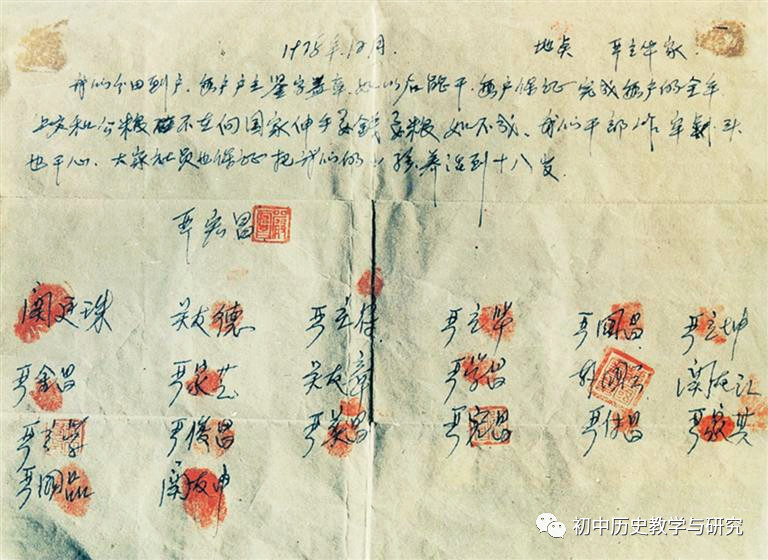 1978年12月. 地点 严立华家
我们分田到户.每户户主签字盖章.如以后能干.每户保证完成每户的全年
上交和公粮.不在向国家伸手要钱要粮.如不成.我们干部作牢割头
也干心.大家社员也保证把我们的小孩养活到十八岁.
严宏昌
关廷珠 关友德 严立符 严立华 严国昌 严立坤
严金昌 严家芝 关友章 严学昌 韩国云 关友江
严立学 严俊昌 严美昌 严宏昌 严付昌 严家其
严国品 关友申
初中历史教学与研究